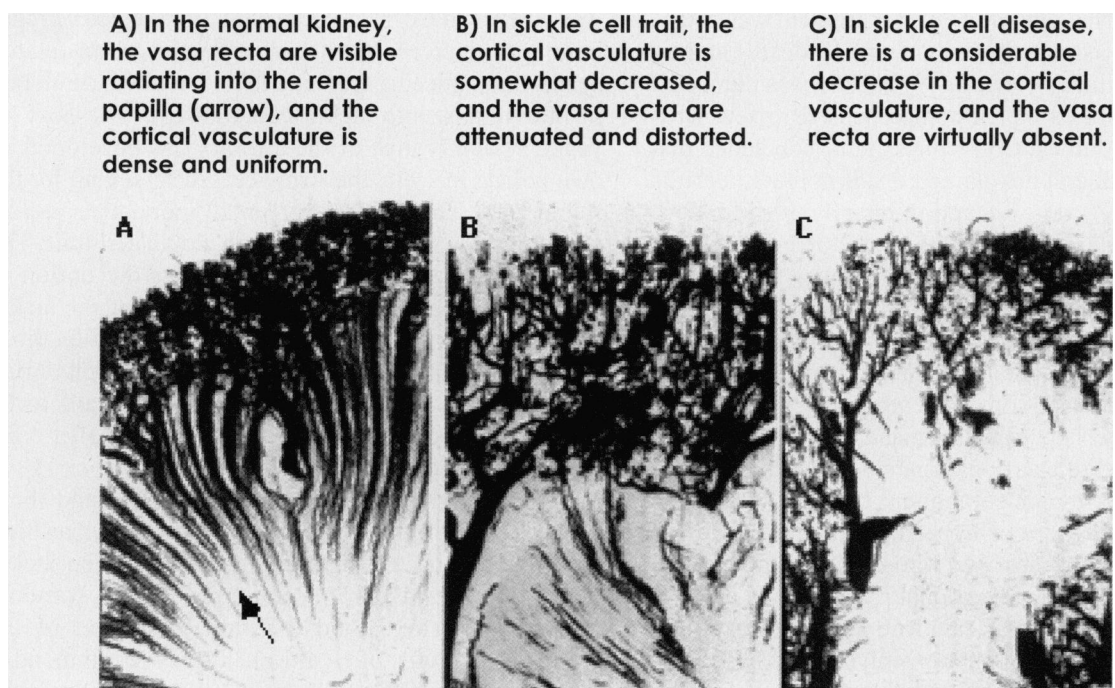 A) In the normal kidney,
the vasa recta are visible
radiating into the renal
papilla (arrow), and the
cortical vasculature is
dense and uniform.
B) In sickle cell trait, the
cortical vasculature is
somewhat decreased,
and the vasa recta are
attenuated and distorted.
C) In sickle cell disease,
there is a considerable
decrease in the cortical
vasculature, and the vasa
recta are virtually absent.
A
B
C